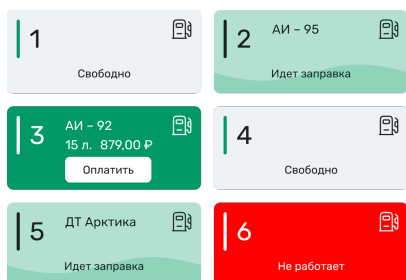 1
Свободно
2
АИ – 95
Идет заправка
3
АИ – 92
15 л. 879,00 ₽
Оплатить
4
Свободно
5
ДТ Арктика
Идет заправка
6
Не работает